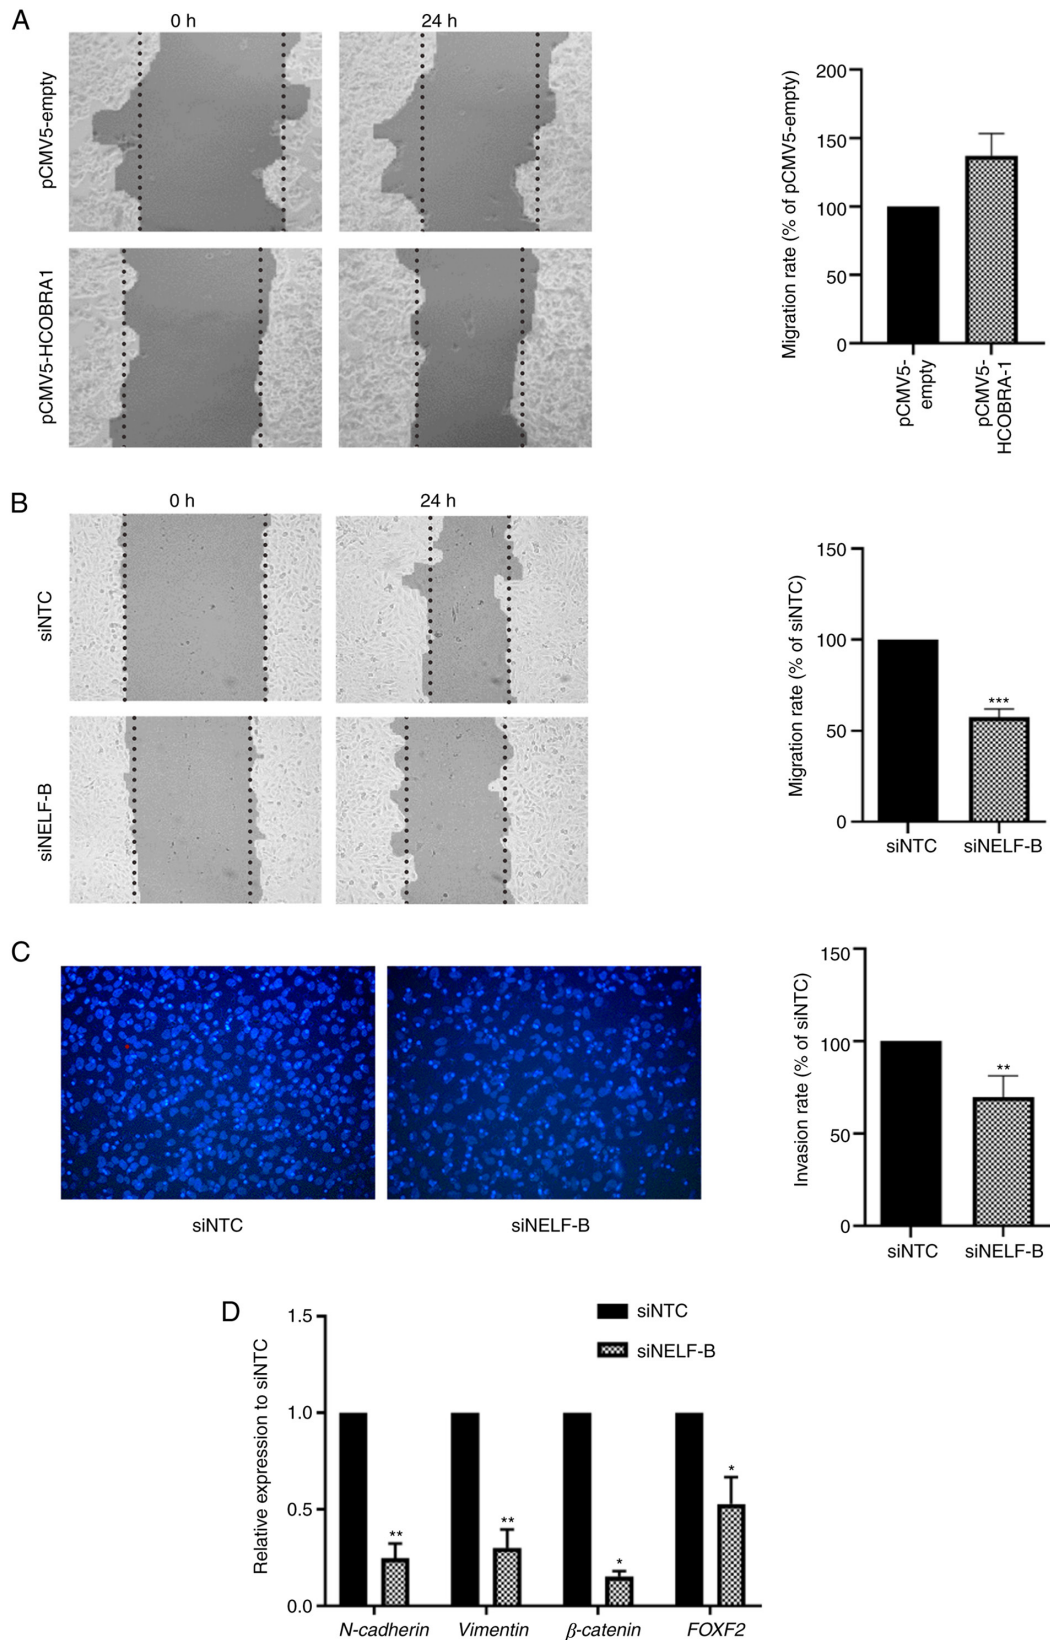 A
0 h
24 h
pCMV5-empty
pCMV5-HCOBRA1
Migration rate (% of pCMV5-empty)
200
150
100
50
0
pCMV5-
empty
pCMV5-
HCOBRA-1
B
0 h
24 h
siNTC
siNELF-B
Migration rate (% of siNTC)
150
100
50
0
***
siNTC
siNELF-B
C
siNTC
siNELF-B
Invasion rate (% of siNTC)
150
100
50
0
**
siNTC
siNELF-B
D
siNTC
siNELF-B
Relative expression to siNTC
1.5
1.0
0.5
0.0
**
**
*
*
N-cadherin
Vimentin
β-catenin
FOXF2